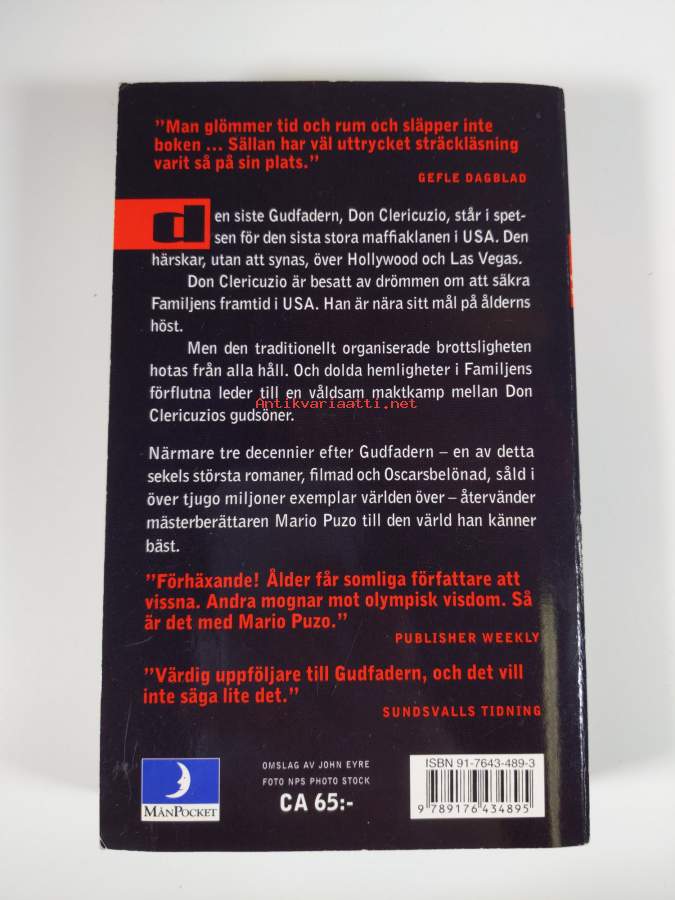 "Man glömmer tid och rum och släpper inte
boken ... Sällan har väl uttrycket sträckläsning
varit så på sin plats."
GEFLE DAGBLAD
den siste Gudfadern, Don Clericuzio, står i spet-
sen för den sista stora maffiaklanen i USA. Den
härskar, utan att synas, över Hollywood och Las Vegas.
Don Clericuzio är besatt av drömmen om att säkra
Familjens framtid i USA. Han är nära sitt mål på ålderns
höst.
Men den traditionellt organiserade brottsligheten
hotas från alla håll. Och dolda hemligheter i Familjens
förflutna leder till en våldsam maktkamp mellan Don
Antikvariaatti.net
Clericuzios gudsöner.
Närmare tre decennier efter Gudfadern – en av detta
sekels största romaner, filmad och Oscarsbelönad, såld i
över tjugo miljoner exemplar världen över – återvänder
mästerberättaren Mario Puzo till den värld han känner
bäst.
"Förhäxande! Ålder får somliga författare att
vissna. Andra mognar mot olympisk visdom. Så
är det med Mario Puzo."
PUBLISHER WEEKLY
"Värdig uppföljare till Gudfadern, och det vill
inte säga lite det."
SUNDSVALLS TIDNING
MÅNPOCKET
OMSLAG AV JOHN EYRE
FOTO NPS PHOTO STOCK
CA 65:-
ISBN 91-7643-489-3
9 789176 434895